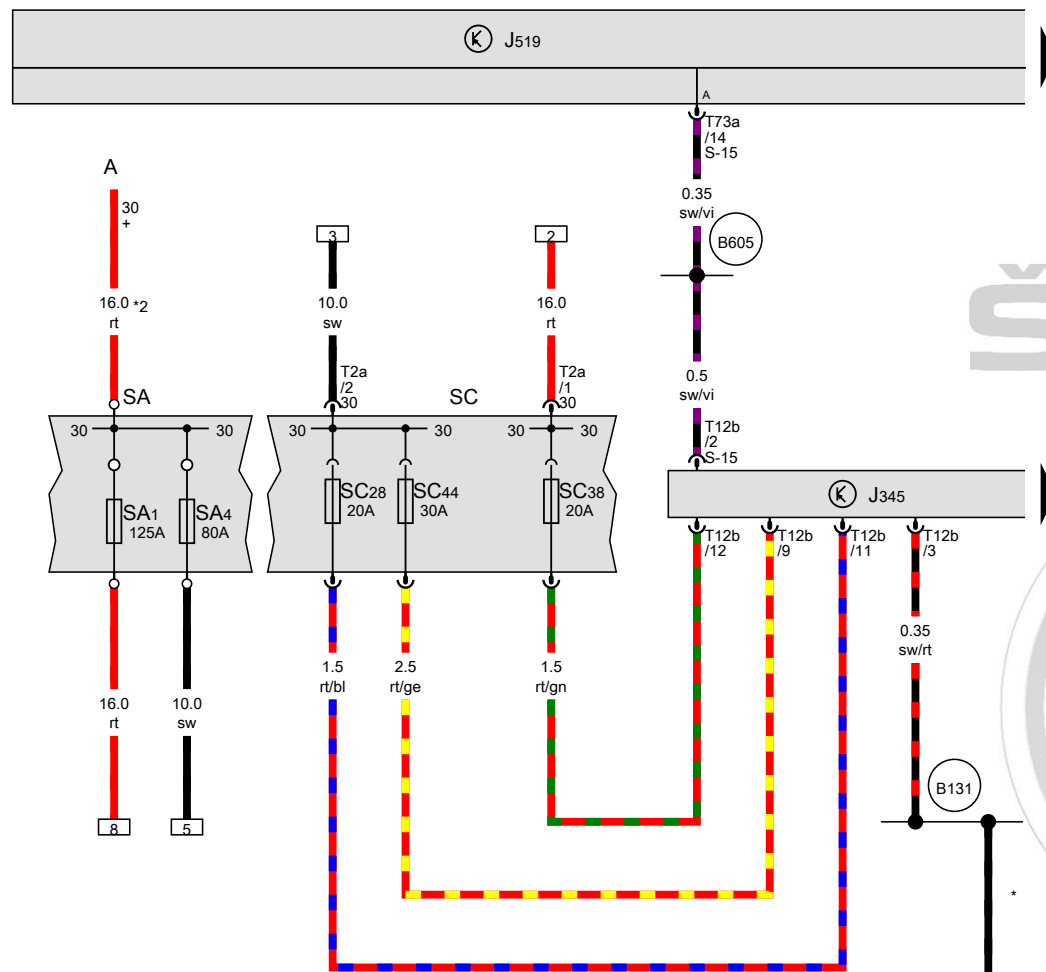 J519
A
T73a
/14
S-15
A
30
+
0.35
sw/vi
B605
3
2
16.0 *2
rt
10.0
sw
16.0
rt
Š
0.5
sw/vi
T2a
/2
30
T2a
/1
30
SA
SC
T12b
/2
S-15
30 30
30 30
30 30
J345
SA1
125A
SA4
80A
SC28
20A
SC44
30A
SC38
20A
T12b
/12
T12b
/9
T12b
/11
T12b
/3
0.35
sw/rt
1.5
rt/bl
2.5
rt/ge
1.5
rt/gn
16.0
rt
10.0
sw
B131
8
5
*